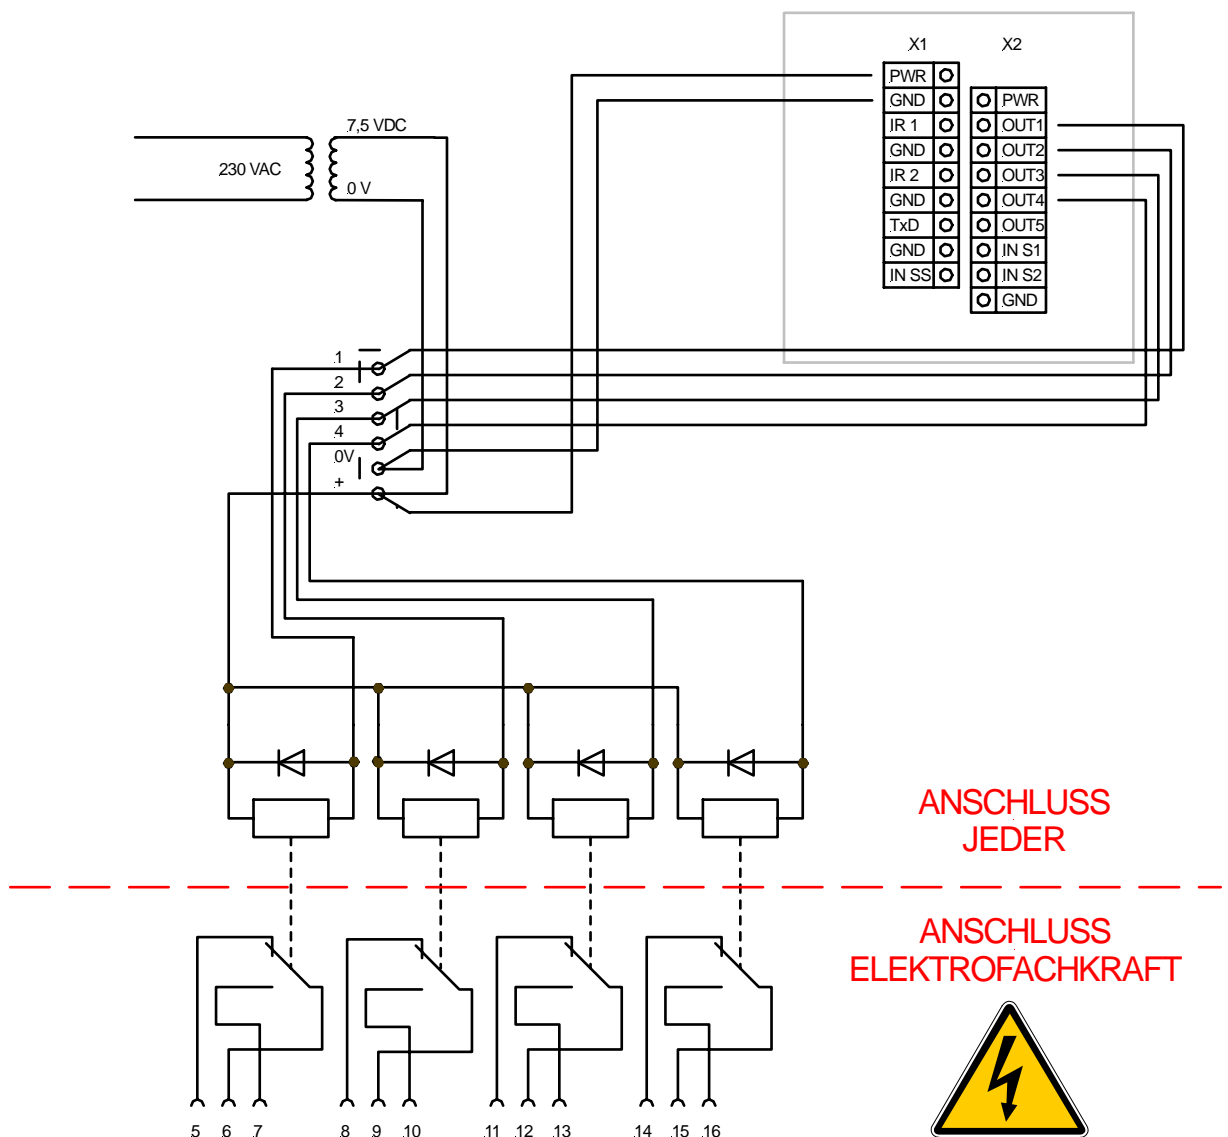 X1 X2
PWR
GND PWR
IR 1 OUT1
GND OUT2
IR 2 OUT3
GND OUT4
TxD OUT5
GND IN S1
IN SS IN S2
GND
7,5 VDC
230 VAC
0 V
1
2
3
4
0V
+
ANSCHLUSS
JEDER
ANSCHLUSS
ELEKTROFACHKRAFT
5 6 7 8 9 10 11 12 13 14 15 16